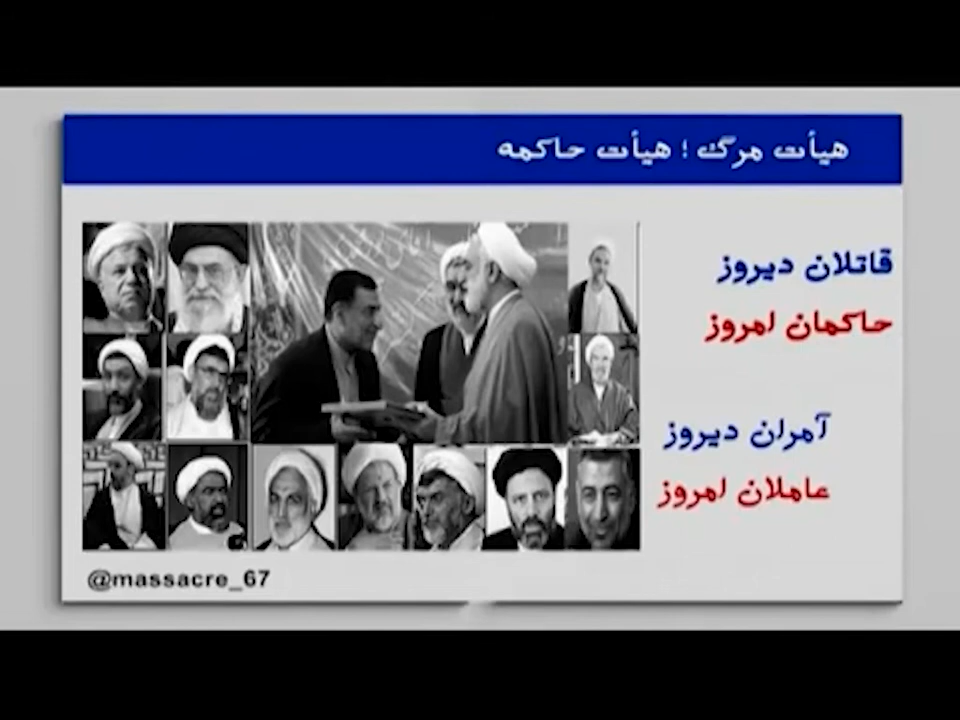 هیأت مرگ ؛ هیأت حاکمه
قاتلان دیروز
حاکمان امروز
آمران دیروز
عاملان امروز
@massacre_67